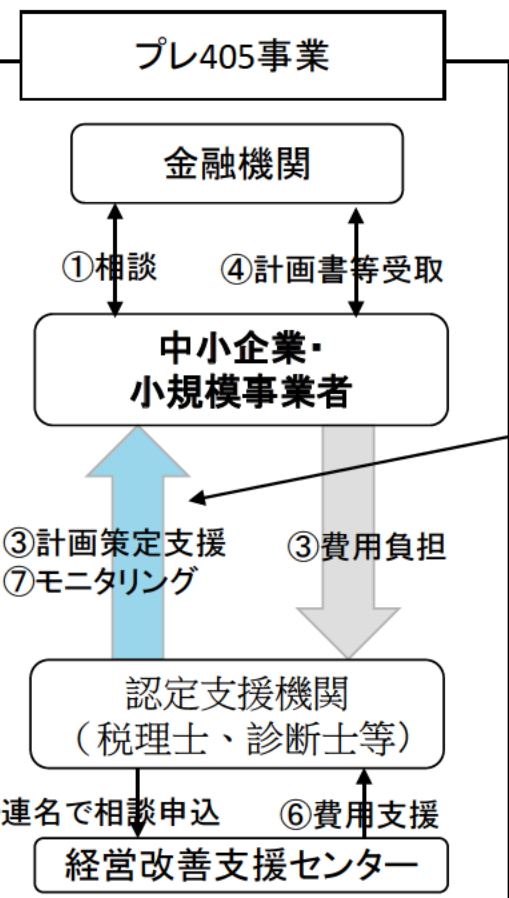 プレ405事業
金融機関
①相談
④計画書等受取
中小企業・
小規模事業者
③計画策定支援
⑦モニタリング
③費用負担
認定支援機関
（税理士、診断士等）
連名で相談申込
⑥費用支援
経営改善支援センター